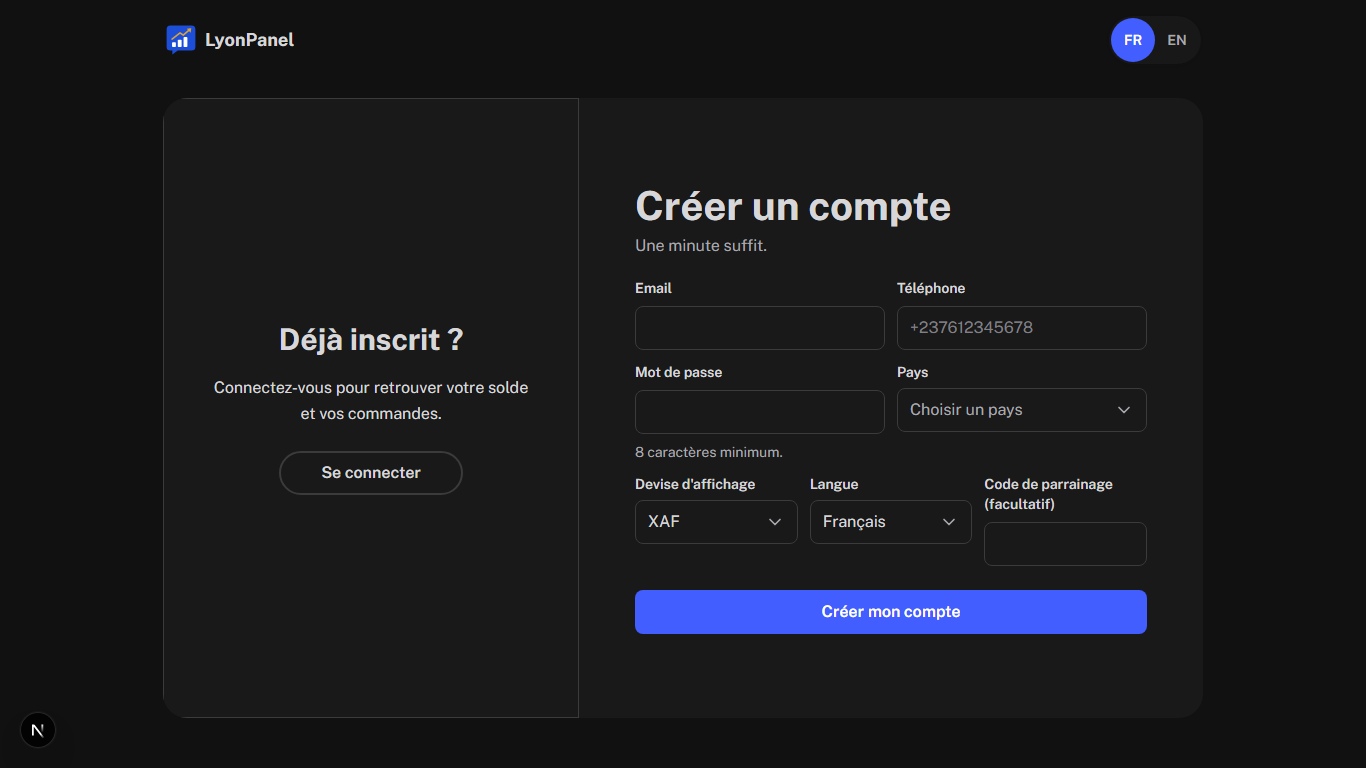 LyonPanel
FR
EN
Déjà inscrit ?
Connectez-vous pour retrouver votre solde
et vos commandes.
Se connecter
Créer un compte
Une minute suffit.
Email
Téléphone
+237612345678
Mot de passe
Pays
Choisir un pays
8 caractères minimum.
Devise d'affichage
Langue
Code de parrainage
(facultatif)
XAF
Français
Créer mon compte
N